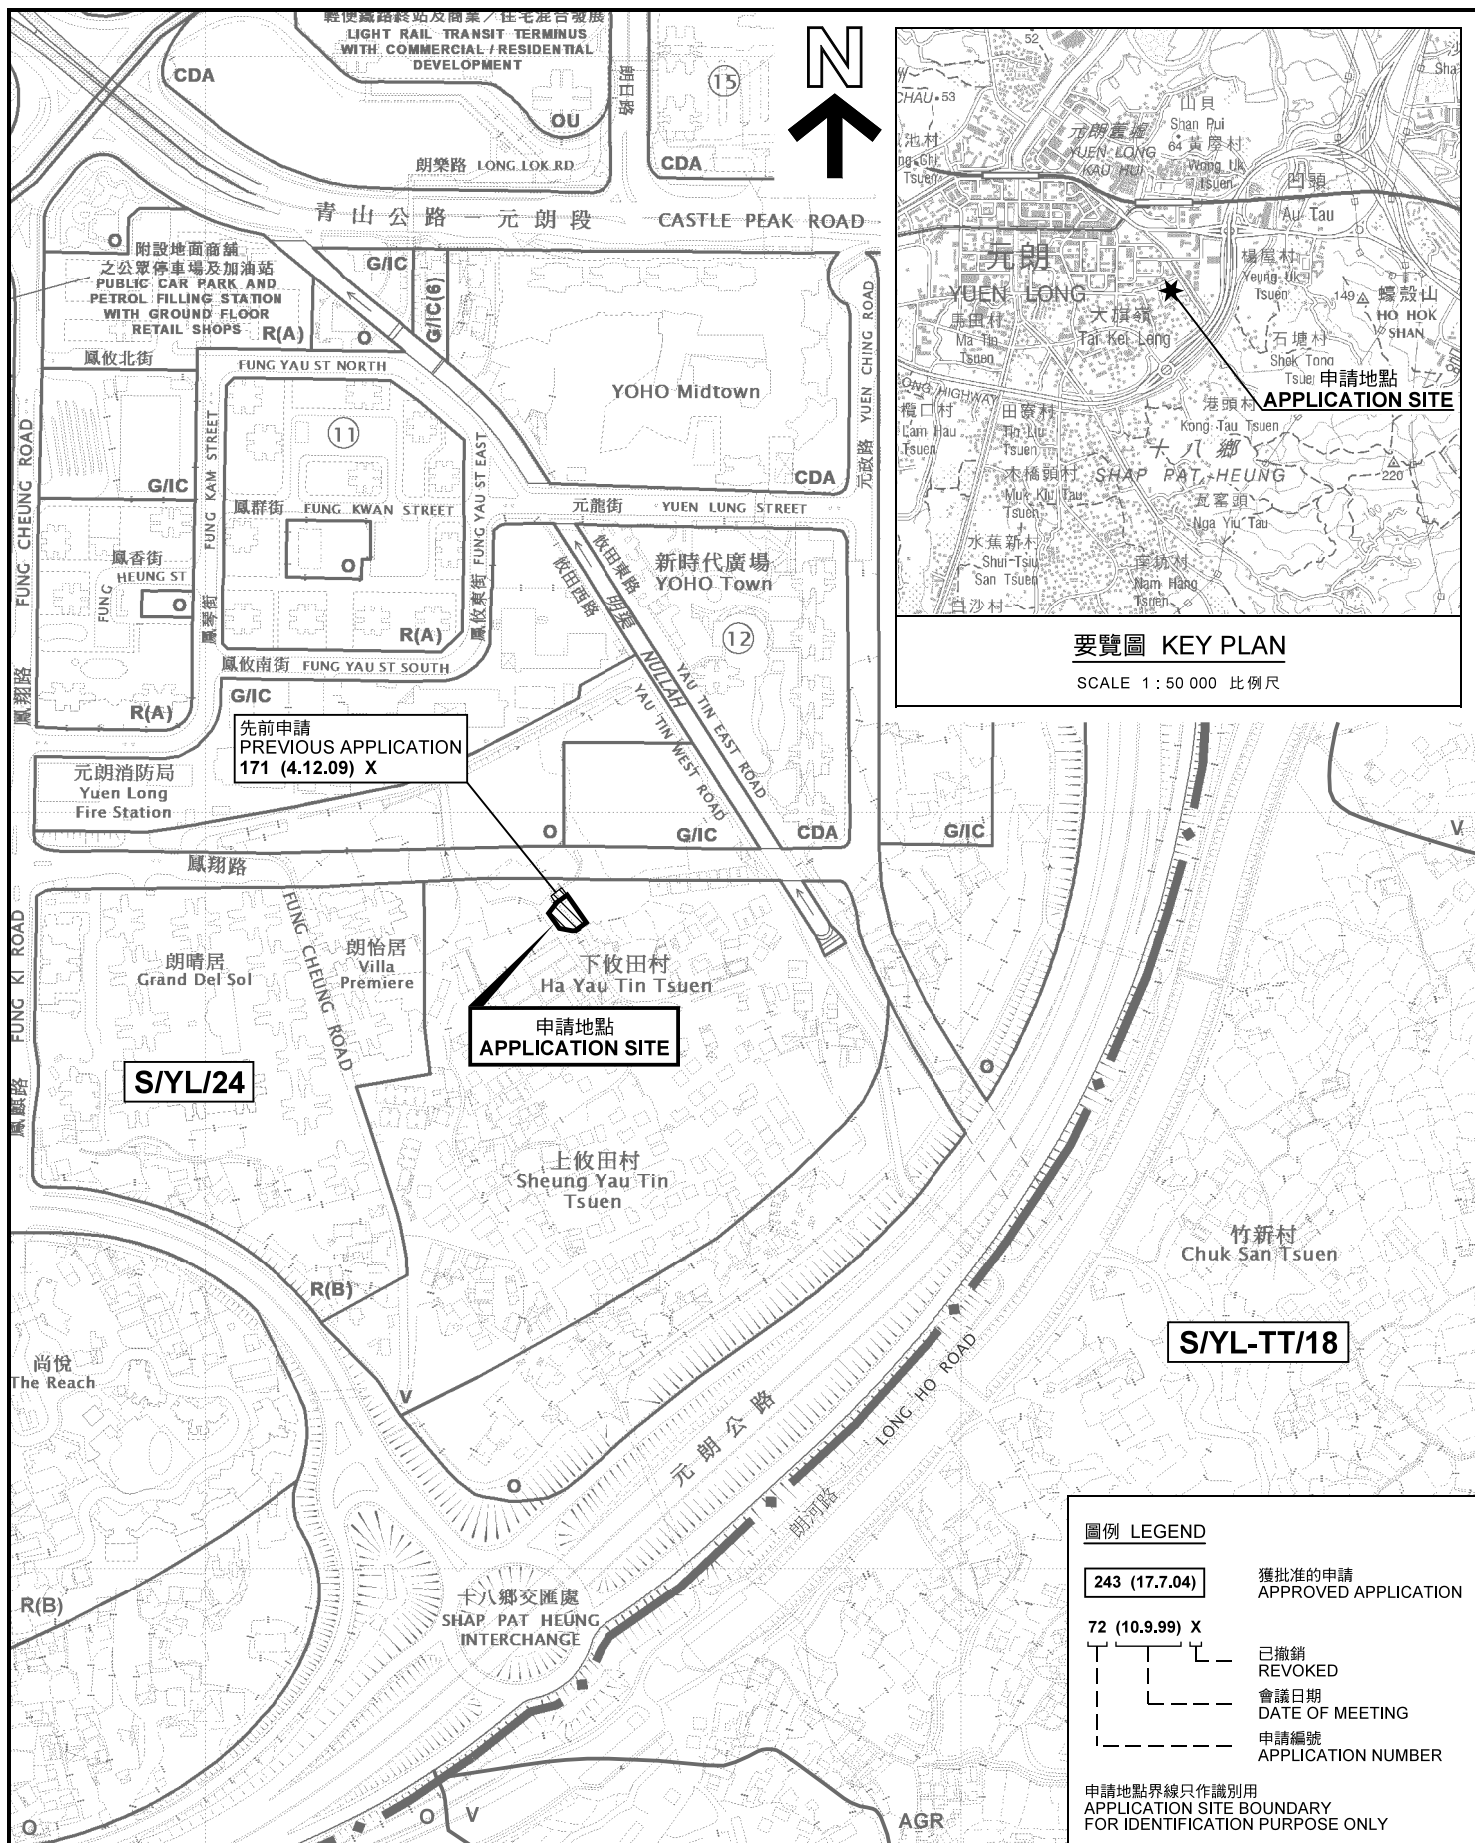 輕便鐵路終站及商業／住宅混合發展
LIGHT RAIL TRANSIT TERMINUS
WITH COMMERCIAL / RESIDENTIAL
DEVELOPMENT
CDA
OU
朗日路
15
CDA
朗樂路 LONG LOK RD
N
青山公路－元朗段 CASTLE PEAK ROAD
O
附設地面商舖
之公眾停車場及加油站
PUBLIC CAR PARK AND
PETROL FILLING STATION
WITH GROUND FLOOR
RETAIL SHOPS
R(A)
G/IC
G/IC(6)
O
鳳攸北街
FUNG YAU ST NORTH
YOHO Midtown
元政路 YUEN CHING ROAD
11
FUNG CHEUNG ROAD
FUNG KAM STREET
G/IC
CDA
鳳群街 FUNG KWAN STREET
鳳攸東街 FUNG YAU ST EAST
元龍街 YUEN LUNG STREET
鳳香街
FUNG
HEUNG ST
O
O
鳳琴街
R(A)
攸田東路
攸田西路
明渠
NULLAH
新時代廣場
YOHO Town
12
鳳攸南街 FUNG YAU ST SOUTH
YAU TIN EAST ROAD
YAU TIN WEST ROAD
鳳翔路
R(A)
G/IC
先前申請
PREVIOUS APPLICATION
171 (4.12.09) X
元朗消防局
Yuen Long
Fire Station
O
G/IC
CDA
G/IC
V
鳳翔路
FUNG CHEUNG ROAD
FUNG KI ROAD
鳳麒路
朗晴居
Grand Del Sol
朗怡居
Villa
Premiere
下攸田村
Ha Yau Tin Tsuen
申請地點
APPLICATION SITE
S/YL/24
O
上攸田村
Sheung Yau Tin
Tsuen
竹新村
Chuk San Tsuen
R(B)
S/YL-TT/18
尚悅
The Reach
V
元朗公路
LONG HO ROAD
朗河路
O
R(B)
十八鄉交匯處
SHAP PAT HEUNG
INTERCHANGE
O
O
V
AGR
52
CHAU
53
Sha
山貝
Shan Pui
元朗舊墟
YUEN LONG
KAU HUI
64
黃屋村
Wong Uk
Tsuen
池村
Tsuen
凹頭
Au Tau
元朗
YUEN LONG
楊屋村
Yeung Uk
Tsuen
149
蠔殼山
HO HOK
SHAN
馬田村
Ma Tin
Tsuen
大旗嶺
Tai Kei Leng
石塘村
Shek Tong
Tsuen
申請地點
APPLICATION SITE
ONG HIGHWAY
欖口村
Lam Hau
Tsuen
田寮村
Tin Liu
Tsuen
港頭村
Kong Tau Tsuen
十八鄉
SHAP PAT HEUNG
220
木橋頭村
Muk Kiu Tau
Tsuen
瓦窰頭
Nga Yiu Tau
水蕉新村
Shui Tsiu
San Tsuen
南坑村
Nam Hang
Tsuen
白沙村
要覽圖 KEY PLAN
SCALE 1 : 50 000 比例尺
圖例 LEGEND
243 (17.7.04)
獲批准的申請
APPROVED APPLICATION
72 (10.9.99) X
已撤銷
REVOKED
會議日期
DATE OF MEETING
申請編號
APPLICATION NUMBER
申請地點界線只作識別用
APPLICATION SITE BOUNDARY
FOR IDENTIFICATION PURPOSE ONLY